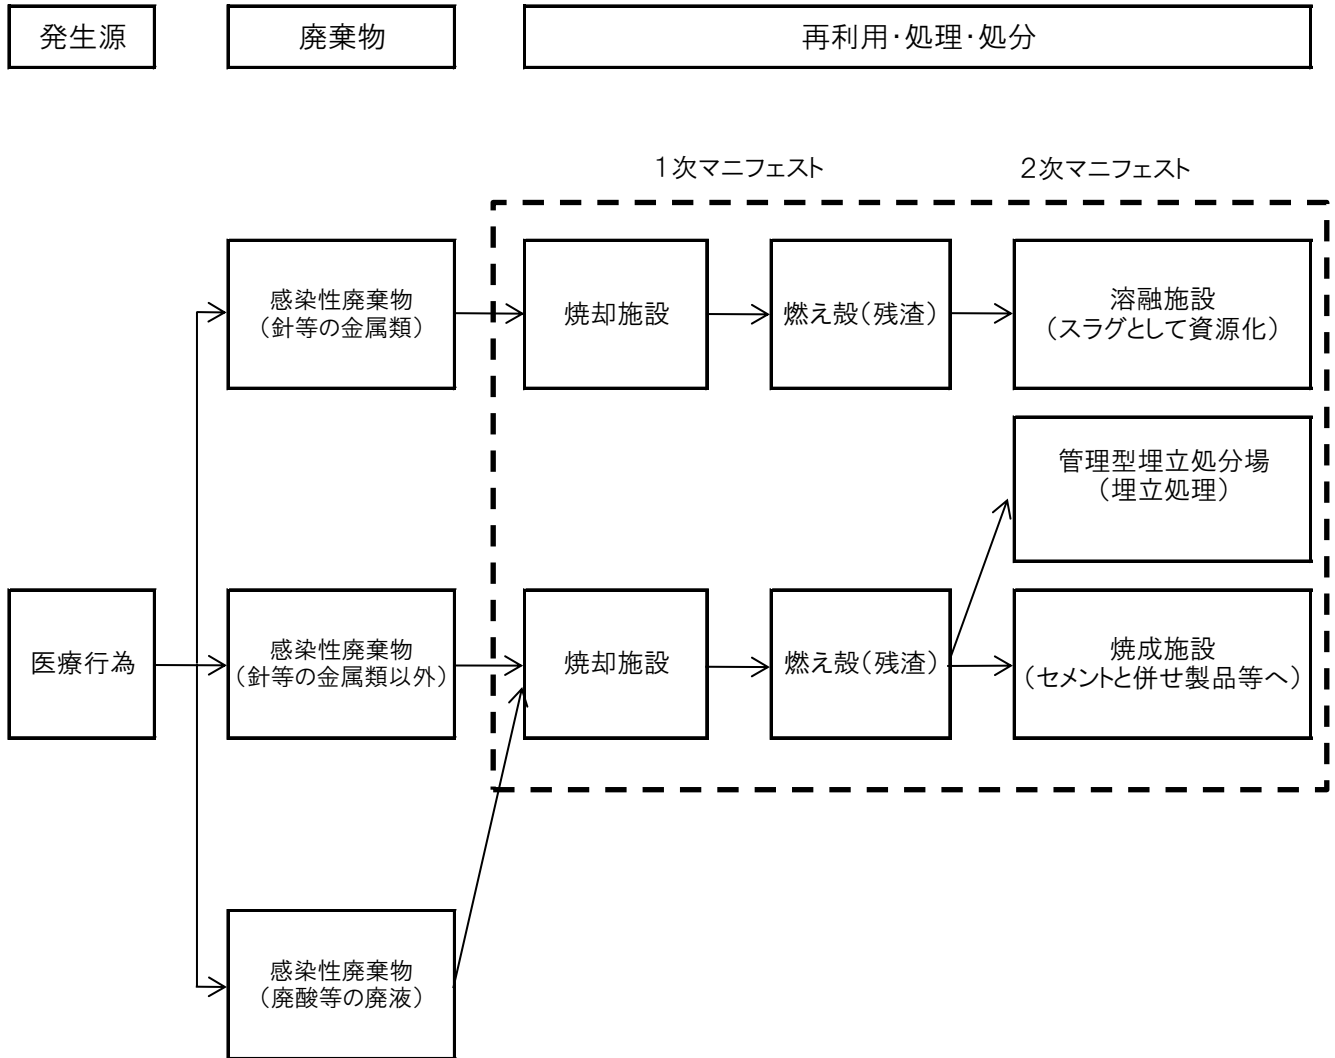 発生源
廃棄物
再利用・処理・処分
1次マニフェスト
2次マニフェスト
感染性廃棄物
（針等の金属類）
焼却施設
燃え殻（残渣）
溶融施設
（スラグとして資源化）
管理型埋立処分場
（埋立処理）
医療行為
感染性廃棄物
（針等の金属類以外）
焼却施設
燃え殻（残渣）
焼成施設
（セメントと併せ製品等へ）
感染性廃棄物
（廃酸等の廃液）